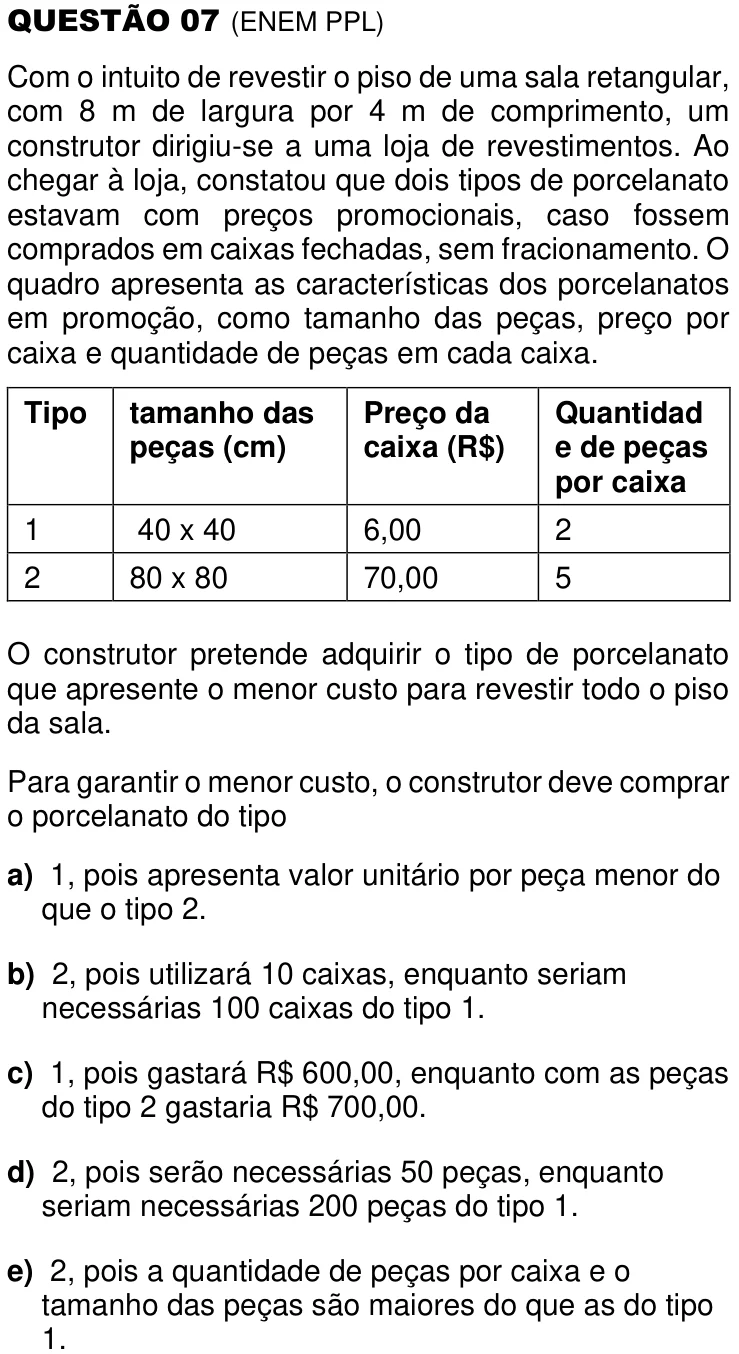 QUESTÃO 07 (ENEM PPL)
Com o intuito de revestir o piso de uma sala retangular,
com 8 m de largura por 4 m de comprimento, um
construtor dirigiu-se a uma loja de revestimentos. Ao
chegar à loja, constatou que dois tipos de porcelanato
estavam com preços promocionais, caso fossem
comprados em caixas fechadas, sem fracionamento. O
quadro apresenta as características dos porcelanatos
em promoção, como tamanho das peças, preço por
caixa e quantidade de peças em cada caixa.
Tipo
tamanho das
peças (cm)
Preço da
caixa (R$)
Quantidad
e de peças
por caixa
1 40 x 40 6,00 2
2 80 x 80 70,00 5
O construtor pretende adquirir o tipo de porcelanato
que apresente o menor custo para revestir todo o piso
da sala.
Para garantir o menor custo, o construtor deve comprar
o porcelanato do tipo
a) 1, pois apresenta valor unitário por peça menor do
que o tipo 2.
b) 2, pois utilizará 10 caixas, enquanto seriam
necessárias 100 caixas do tipo 1.
c) 1, pois gastará R$ 600,00, enquanto com as peças
do tipo 2 gastaria R$ 700,00.
d) 2, pois serão necessárias 50 peças, enquanto
seriam necessárias 200 peças do tipo 1.
e) 2, pois a quantidade de peças por caixa e o
tamanho das peças são maiores do que as do tipo
1.